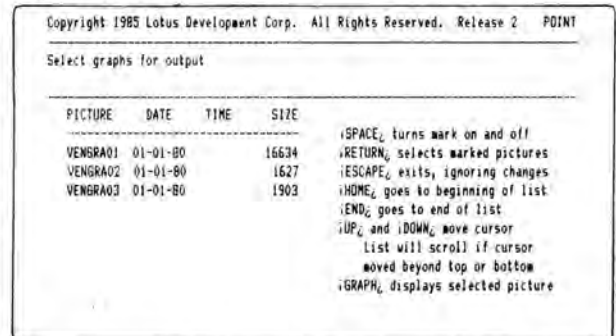 Copyright 1985 Lotus Development Corp. All Rights Reserved. Release 2 POINT
Select graphs for output
PICTURE DATE TIME SIZE
VENGRA01 01-01-80 16634
VENGRA02 01-01-80 1627
VENGRA03 01-01-80 1903
¡SPACE¿ turns mark on and off
¡RETURN¿ selects marked pictures
¡ESCAPE¿ exits, ignoring changes
¡HOME¿ goes to beginning of list
¡END¿ goes to end of list
¡UP¿ and ¡DOWN¿ move cursor
List will scroll if cursor
moved beyond top or bottom
¡GRAPH¿ displays selected picture